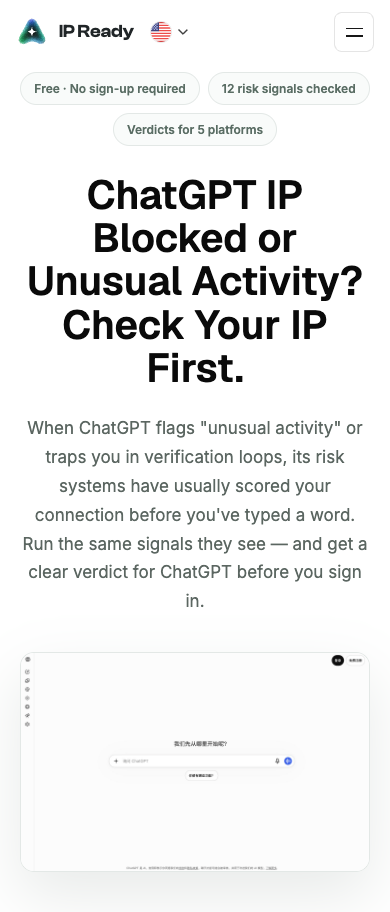 IP Ready
Free · No sign-up required
12 risk signals checked
Verdicts for 5 platforms
ChatGPT IP
Blocked or
Unusual Activity?
Check Your IP
First.
When ChatGPT flags "unusual activity" or
traps you in verification loops, its risk
systems have usually scored your
connection before you've typed a word.
Run the same signals they see — and get a
clear verdict for ChatGPT before you sign
in.
我们先从哪里开始呢?